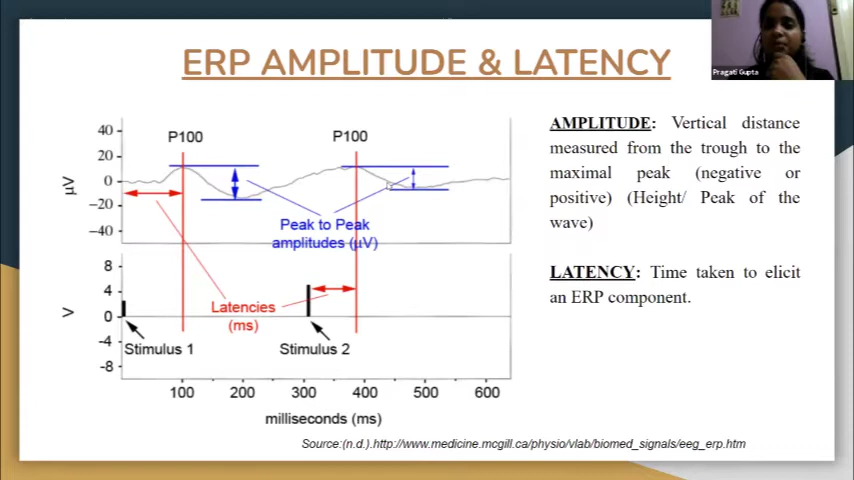 Pragati Gupta
ERP AMPLITUDE & LATENCY
40
20
0
−20
−40
µV
P100
P100
Peak to Peak
amplitudes (µV)
8
4
0
-4
-8
V
Latencies
(ms)
Stimulus 1
Stimulus 2
100 200 300 400 500 600
milliseconds (ms)
AMPLITUDE: Vertical distance
measured from the trough to the
maximal peak (negative or
positive) (Height/ Peak of the
wave)
LATENCY: Time taken to elicit
an ERP component.
Source:(n.d.).http://www.medicine.mcgill.ca/physio/vlab/biomed_signals/eeg_erp.htm